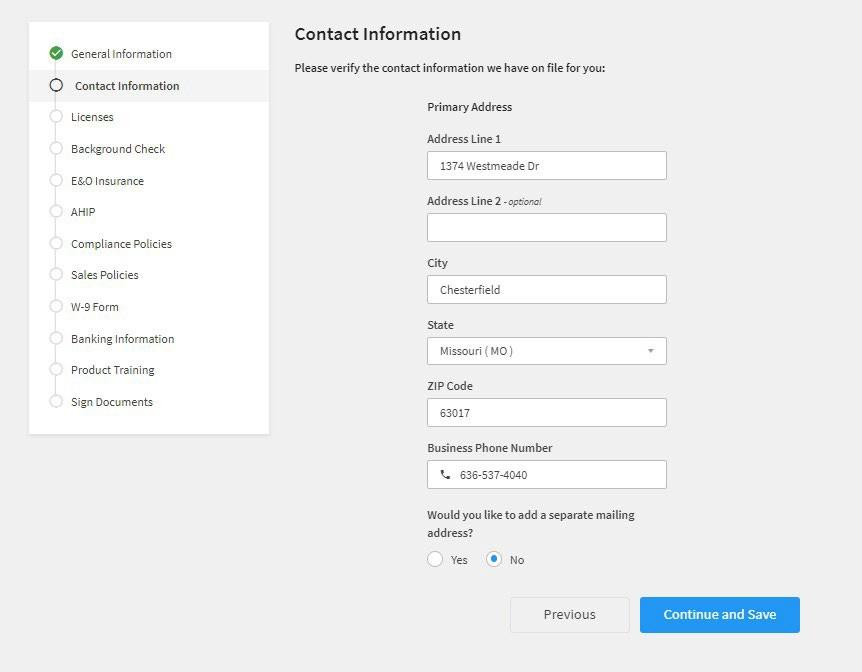 General Information
Contact Information
Licenses
Background Check
E&O Insurance
AHIP
Compliance Policies
Sales Policies
W-9 Form
Banking Information
Product Training
Sign Documents
Contact Information
Please verify the contact information we have on file for you:
Primary Address
Address Line 1
1374 Westmeade Dr
Address Line 2 - optional
City
Chesterfield
State
Missouri ( MO )
ZIP Code
63017
Business Phone Number
636-537-4040
Would you like to add a separate mailing
address?
Yes No
Previous Continue and Save